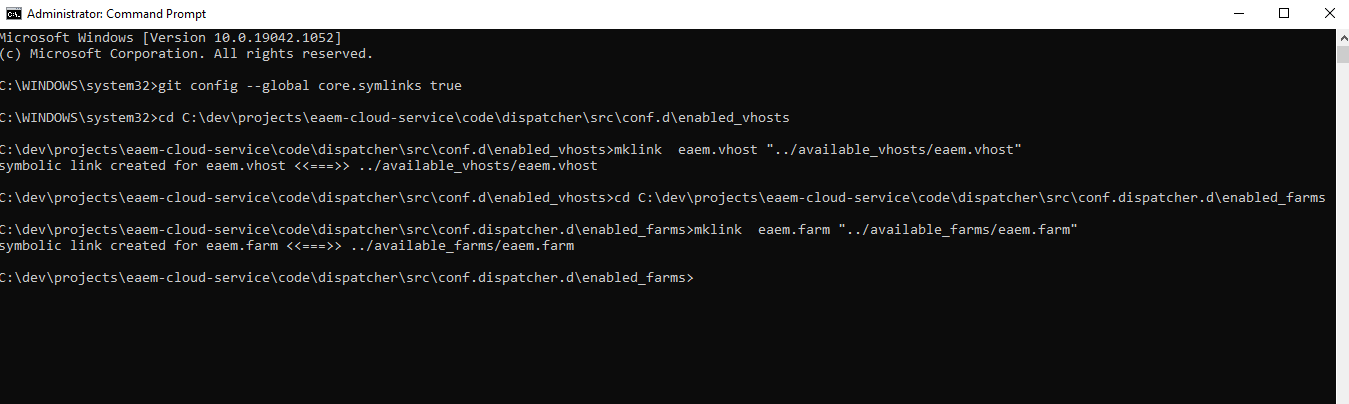 Administrator: Command Prompt
Microsoft Windows [Version 10.0.19042.1052]
(c) Microsoft Corporation. All rights reserved.
C:\WINDOWS\system32>git config --global core.symlinks true
C:\WINDOWS\system32>cd C:\dev\projects\eaem-cloud-service\code\dispatcher\src\conf.d\enabled_vhosts
C:\dev\projects\eaem-cloud-service\code\dispatcher\src\conf.d\enabled_vhosts>mklink  eaem.vhost "../available_vhosts/eaem.vhost"
symbolic link created for eaem.vhost <<===>> ../available_vhosts/eaem.vhost
C:\dev\projects\eaem-cloud-service\code\dispatcher\src\conf.d\enabled_vhosts>cd C:\dev\projects\eaem-cloud-service\code\dispatcher\src\conf.dispatcher.d\enabled_farms
C:\dev\projects\eaem-cloud-service\code\dispatcher\src\conf.dispatcher.d\enabled_farms>mklink  eaem.farm "../available_farms/eaem.farm"
symbolic link created for eaem.farm <<===>> ../available_farms/eaem.farm
C:\dev\projects\eaem-cloud-service\code\dispatcher\src\conf.dispatcher.d\enabled_farms>